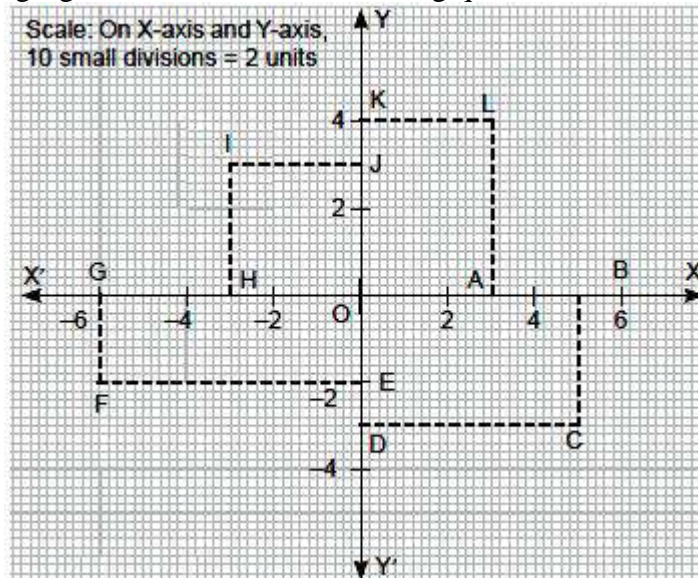 Scale: On X-axis and Y-axis, Y
10 small divisions = 2 units
K L
4
I J
2
G H A B
X' X
–6 –4 –2 O 2 4 6
E
F –2
D C
–4
Y'